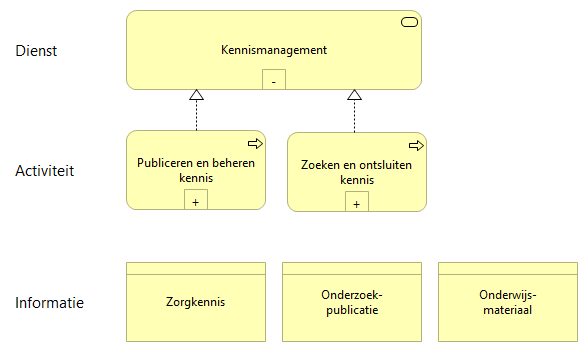 Dienst
Kennismanagement
-
Activiteit
Publiceren en beheren
kennis
+
Zoeken en ontsluiten
kennis
+
Informatie
Zorgkennis
Onderzoek-
publicatie
Onderwijs-
materiaal